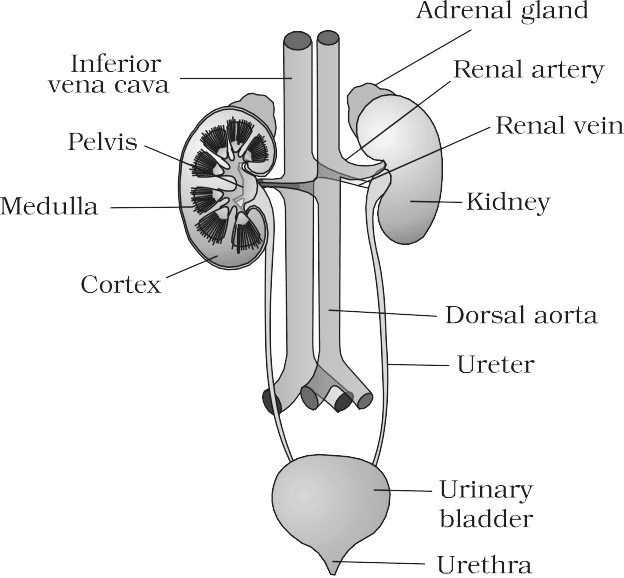 Adrenal gland
Inferior
vena cava
Renal artery
Renal vein
Pelvis
Medulla
Kidney
Cortex
Dorsal aorta
Ureter
Urinary
bladder
Urethra